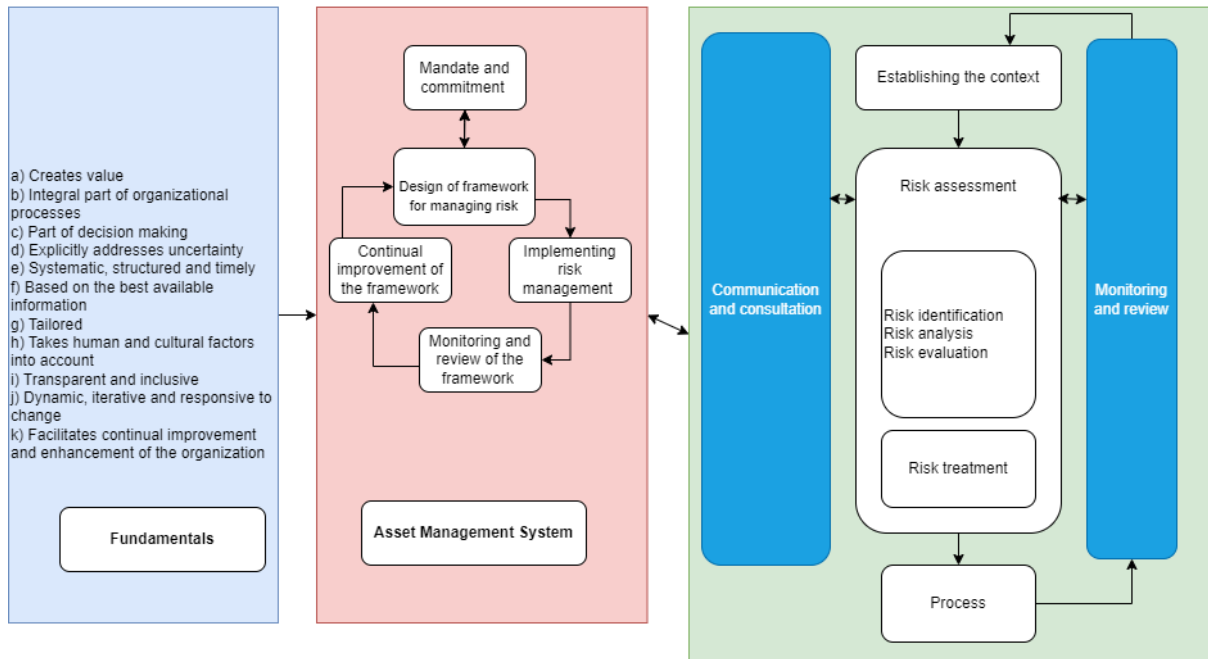 a) Creates value
b) Integral part of organizational
processes
c) Part of decision making
d) Explicitly addresses uncertainty
e) Systematic, structured and timely
f) Based on the best available
information
g) Tailored
h) Takes human and cultural factors
into account
i) Transparent and inclusive
j) Dynamic, iterative and responsive to
change
k) Facilitates continual improvement
and enhancement of the organization
Fundamentals
Mandate and
commitment
Design of framework
for managing risk
Continual
improvement of
the framework
Implementing
risk
management
Monitoring and
review of the
framework
Asset Management System
Communication
and consultation
Establishing the context
Risk assessment
Risk identification
Risk analysis
Risk evaluation
Risk treatment
Process
Monitoring
and review